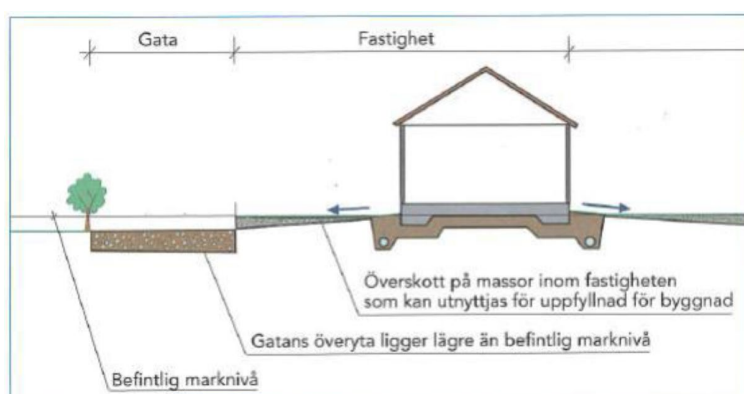 Gata
Fastighet
Överskott på massor inom fastigheten
som kan utnyttjas för uppfyllnad för byggnad
Gatans överyta ligger lägre än befintlig marknivå
Befintlig marknivå